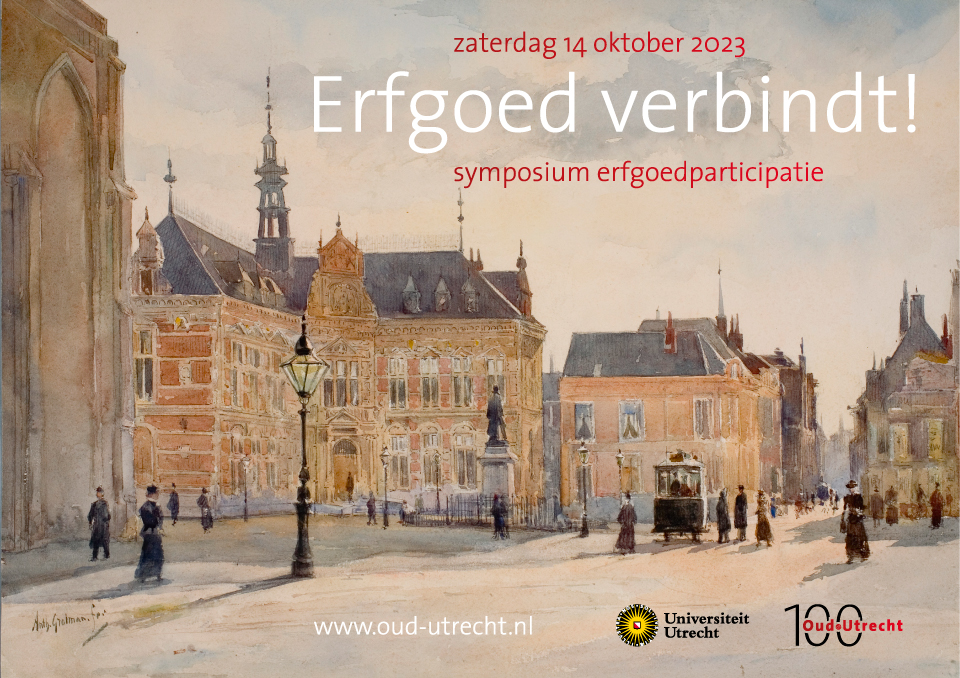 zaterdag 14 oktober 2023
Erfgoed verbindt!
symposium erfgoedparticipatie
www.oud-utrecht.nl
Universiteit
Utrecht
100
Oud•Utrecht